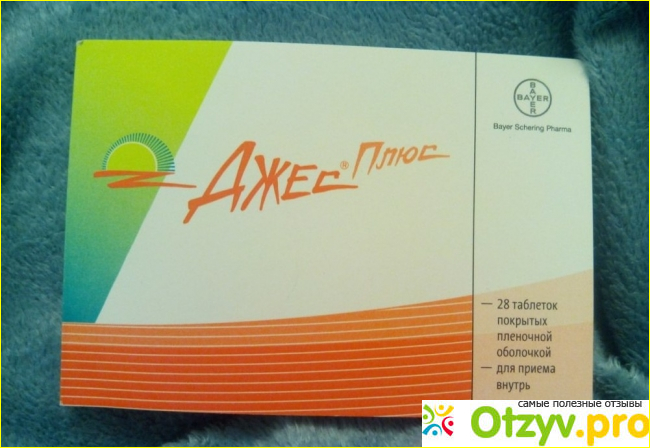 BAYER
BAYER
Bayer Schering Pharma
Джес® Плюс
— 28 таблеток
покрытых
пленочной
оболочкой
— для приема
внутрь
самые полезные отзывы
Otzyv.pro